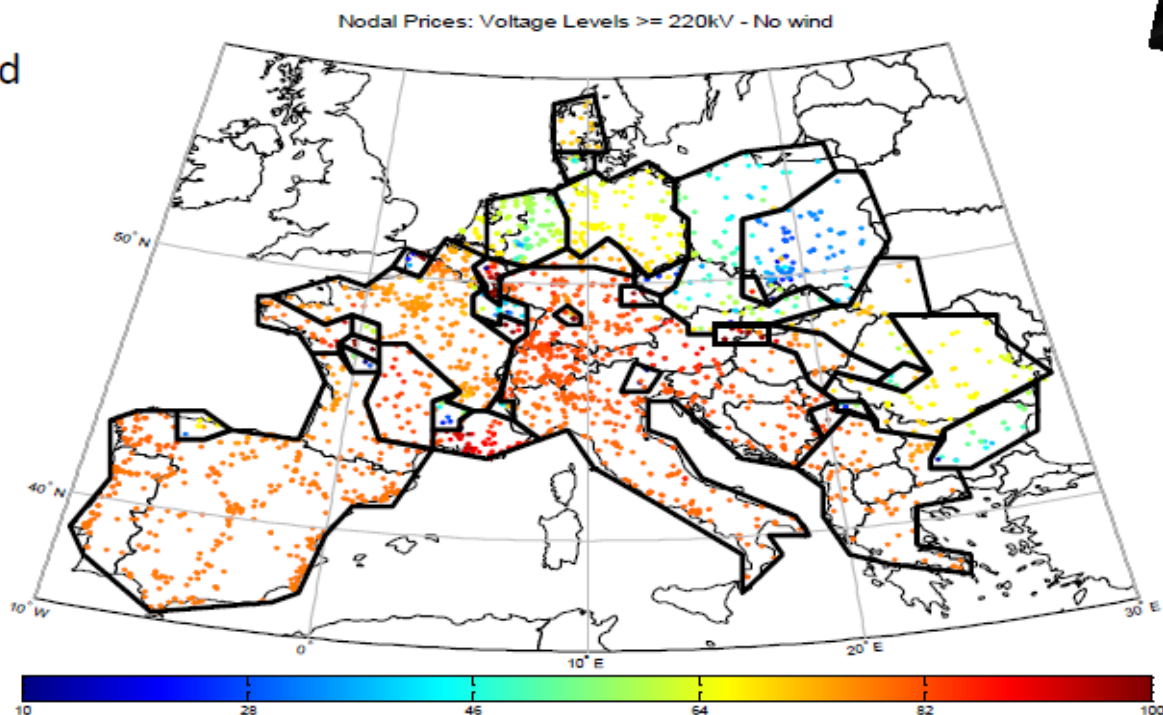 Nodal Prices: Voltage Levels >= 220kV - No wind
d
50° N
40° N
10° W
0°
10° E
20° E
30° E
10
28
46
64
82
100